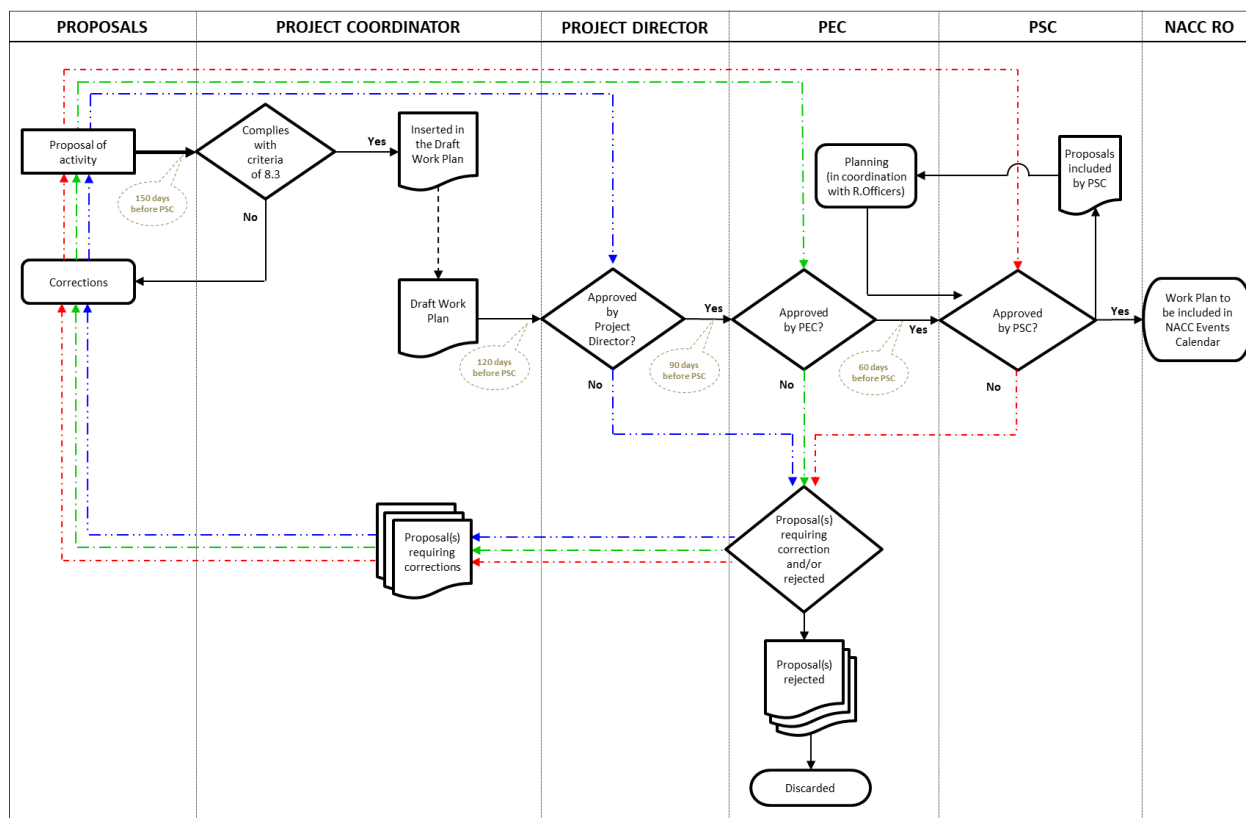 PROPOSALS
PROJECT COORDINATOR
PROJECT DIRECTOR
PEC
PSC
NACC RO
Proposal of
activity
150 days
before PSC
Complies
with
criteria
of 8.3
Yes
No
Inserted in
the Draft
Work Plan
Planning
(in coordination
with R.Officers)
Proposals
included
by PSC
Corrections
Draft Work
Plan
120 days
before PSC
Approved
by
Project
Director?
Yes
No
90 days
before PSC
Approved
by PEC?
Yes
No
60 days
before PSC
Approved
by PSC?
Yes
No
Work Plan to
be included in
NACC Events
Calendar
Proposal(s)
requiring
corrections
Proposal(s)
requiring
correction
and/or
rejected
Proposal(s)
rejected
Discarded